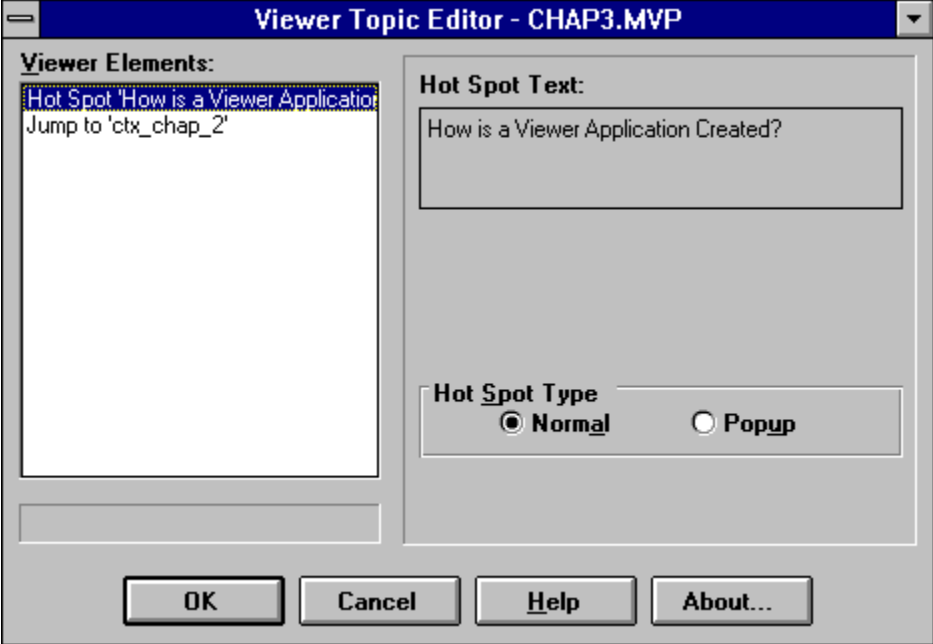 Viewer Topic Editor - CHAP3.MVP
Viewer Elements:
Hot Spot 'How is a Viewer Application
Jump to 'ctx_chap_2'
Hot Spot Text:
How is a Viewer Application Created?
Hot Spot Type
Normal
Popup
OK
Cancel
Help
About...